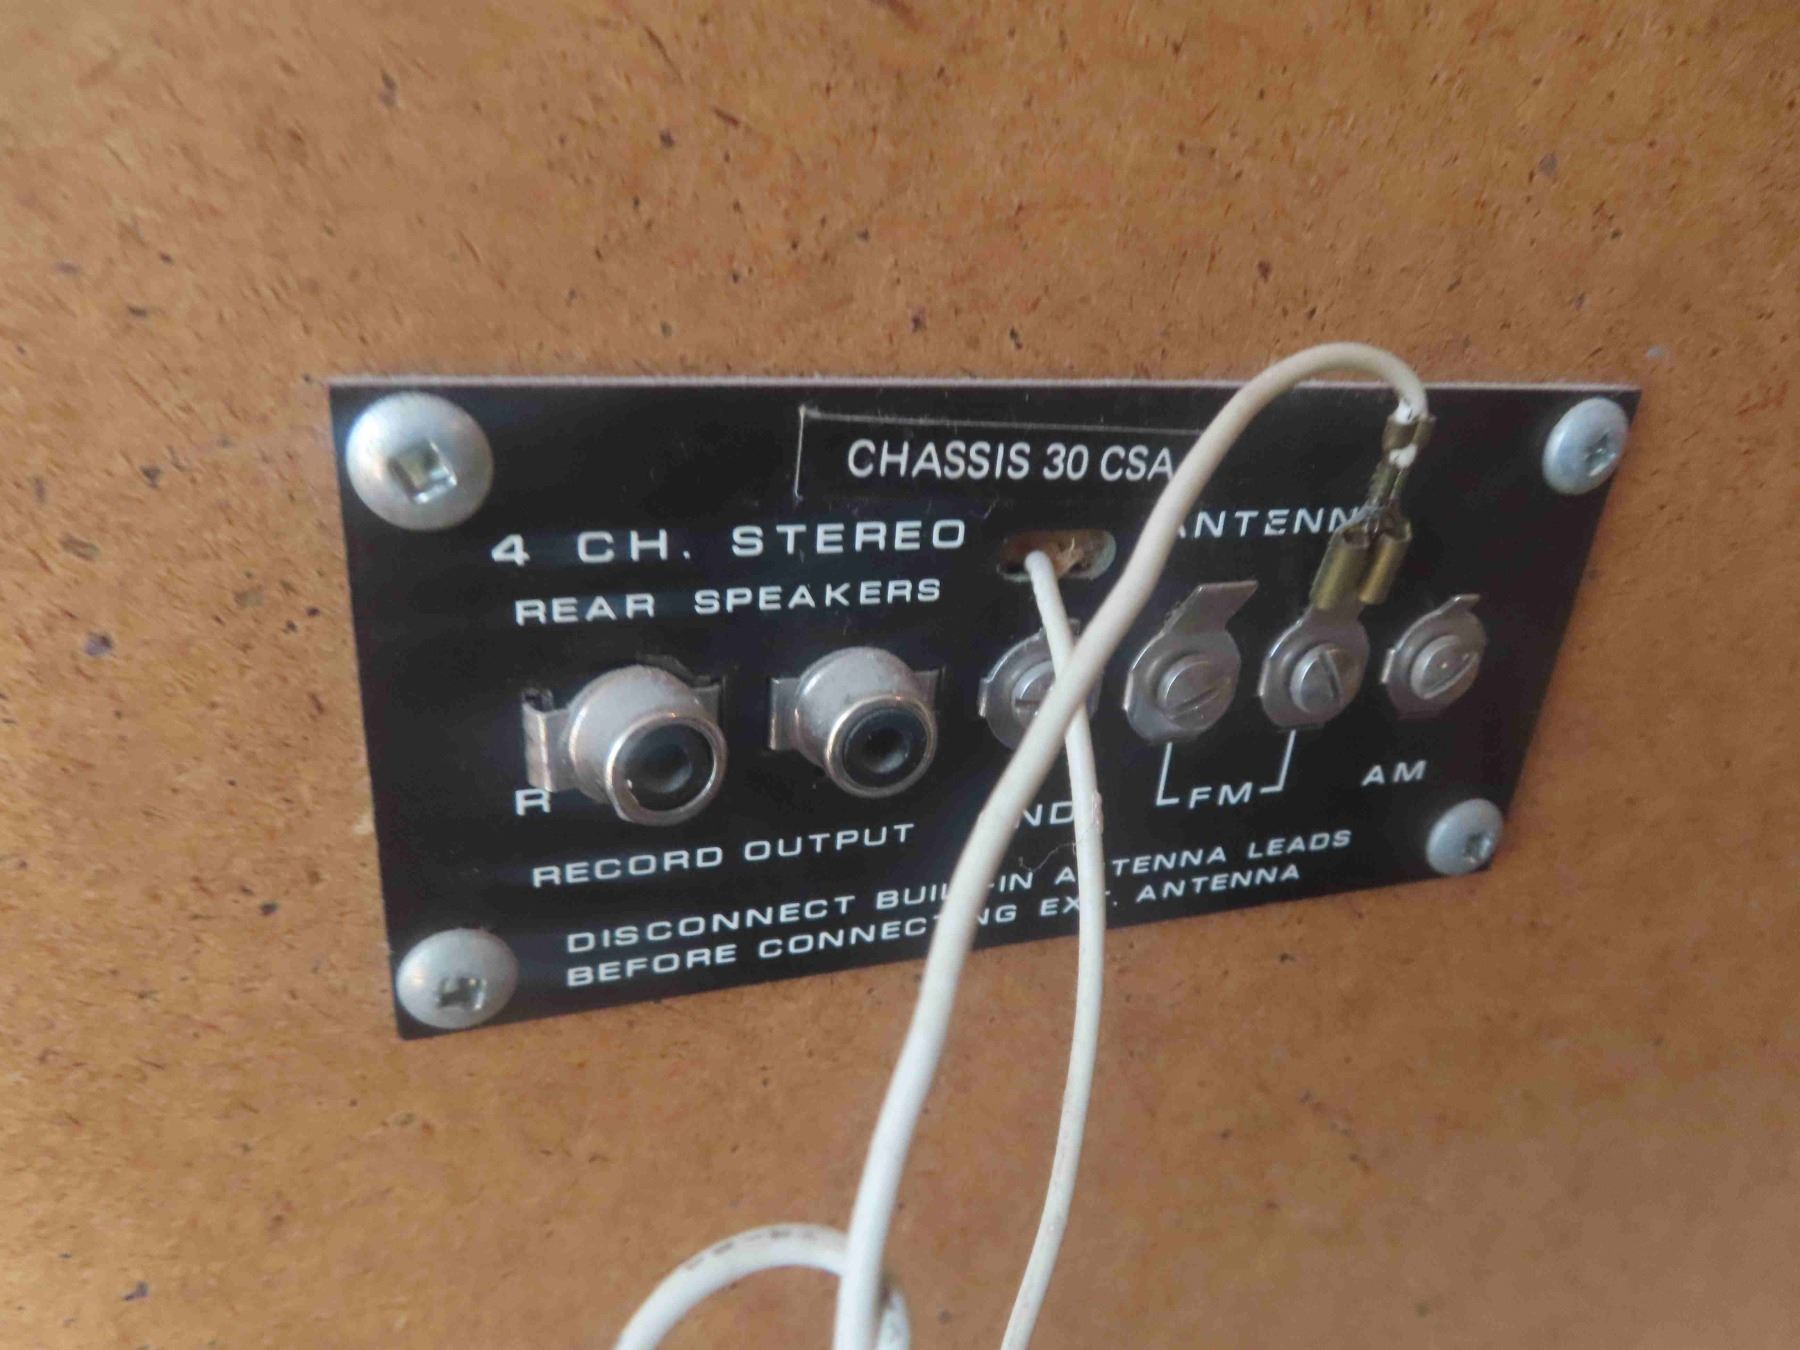 CHASSIS 30 CSA
4 CH. STEREO
REAR SPEAKERS
R
RECORD OUTPUT
FM
AM
DISCONNECT BUILT-IN ANTENNA LEADS
BEFORE CONNECTING EXT. ANTENNA
ANTENNA